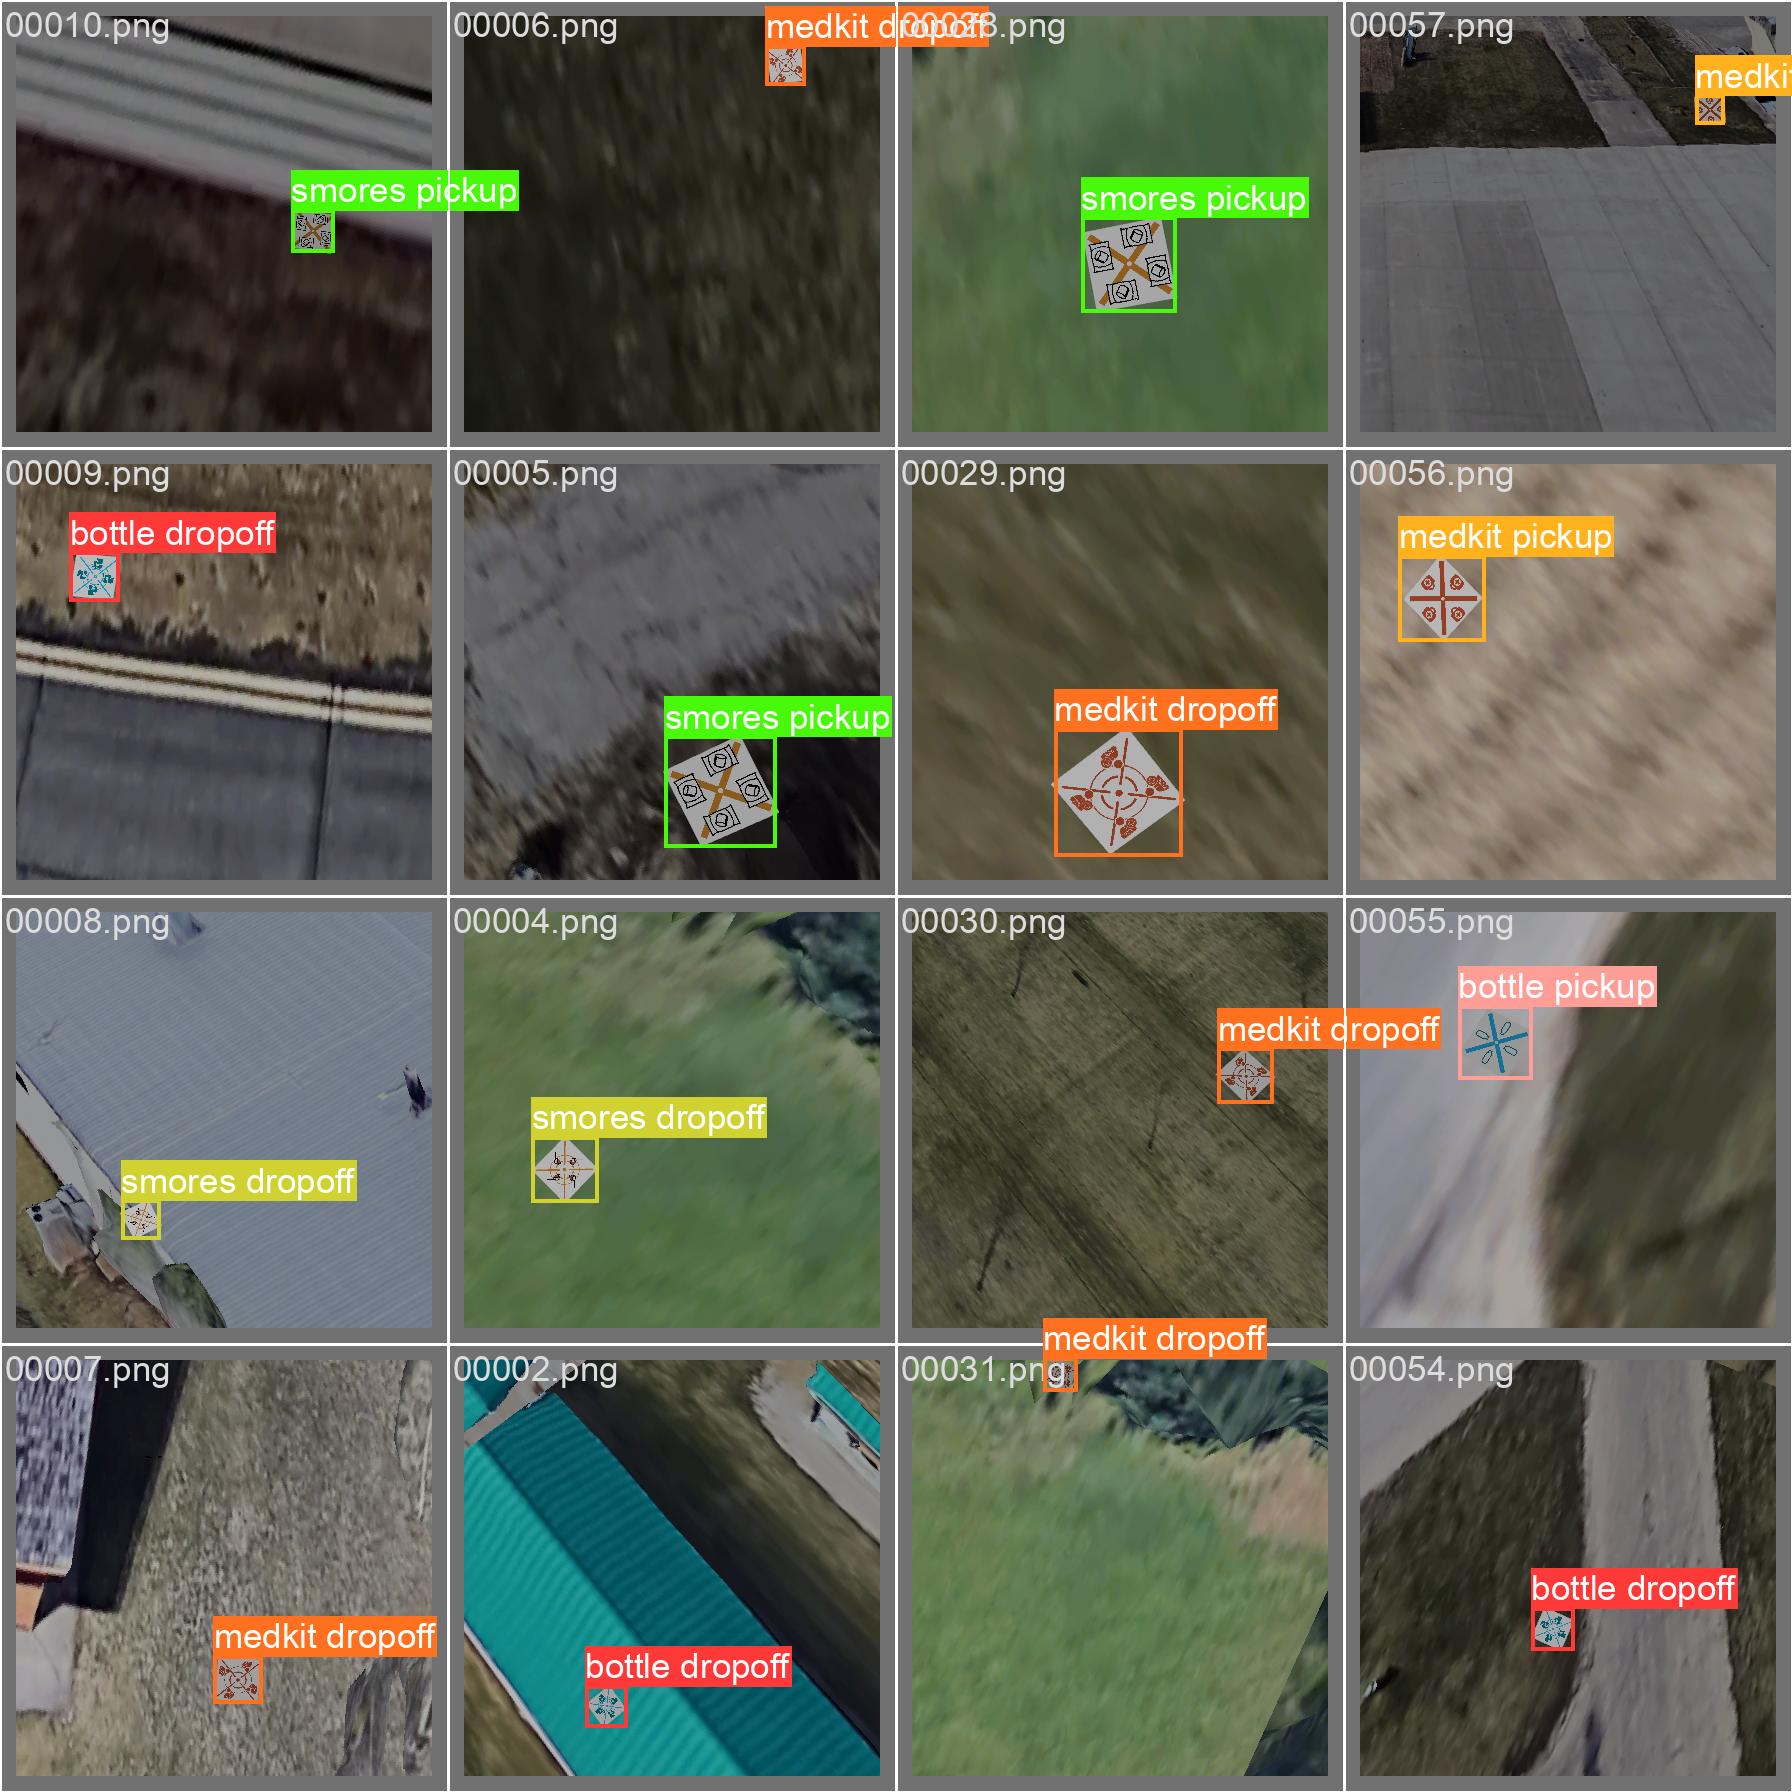 00010.png
smores pickup
00006.png
medkit dropoff
smores pickup
00057.png
00009.png
bottle dropoff
00005.png
smores pickup
00029.png
medkit dropoff
00056.png
medkit pickup
00008.png
smores dropoff
00004.png
smores dropoff
00030.png
medkit dropoff
00055.png
bottle pickup
00007.png
medkit dropoff
00002.png
bottle dropoff
medkit dropoff
00031.png
00054.png
bottle dropoff